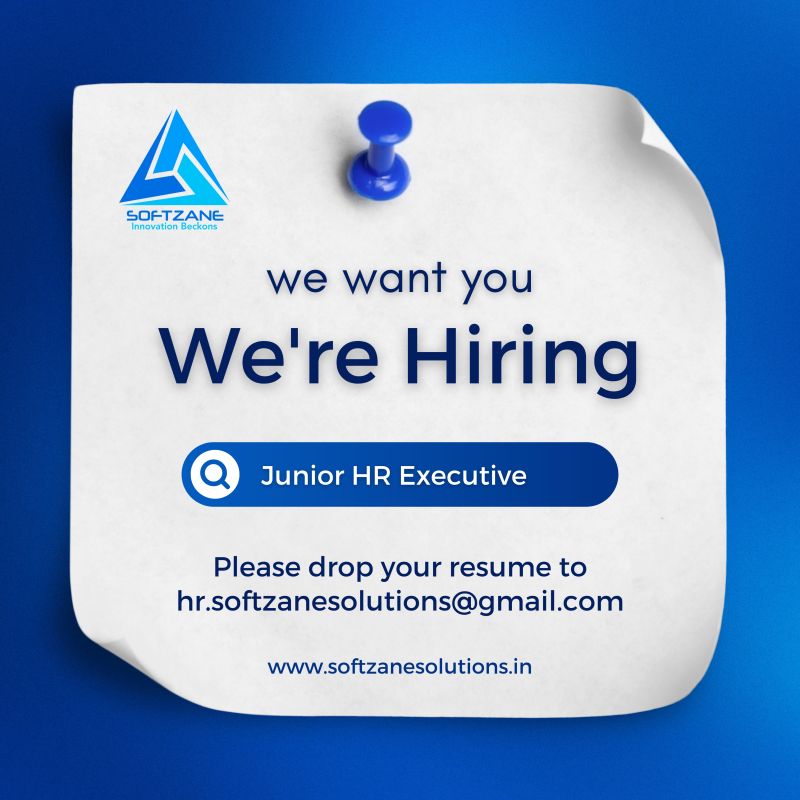 SOFTZANE
Innovation Beckons
we want you
We're Hiring
Junior HR Executive
Please drop your resume to
hr.softzanesolutions@gmail.com
www.softzanesolutions.in